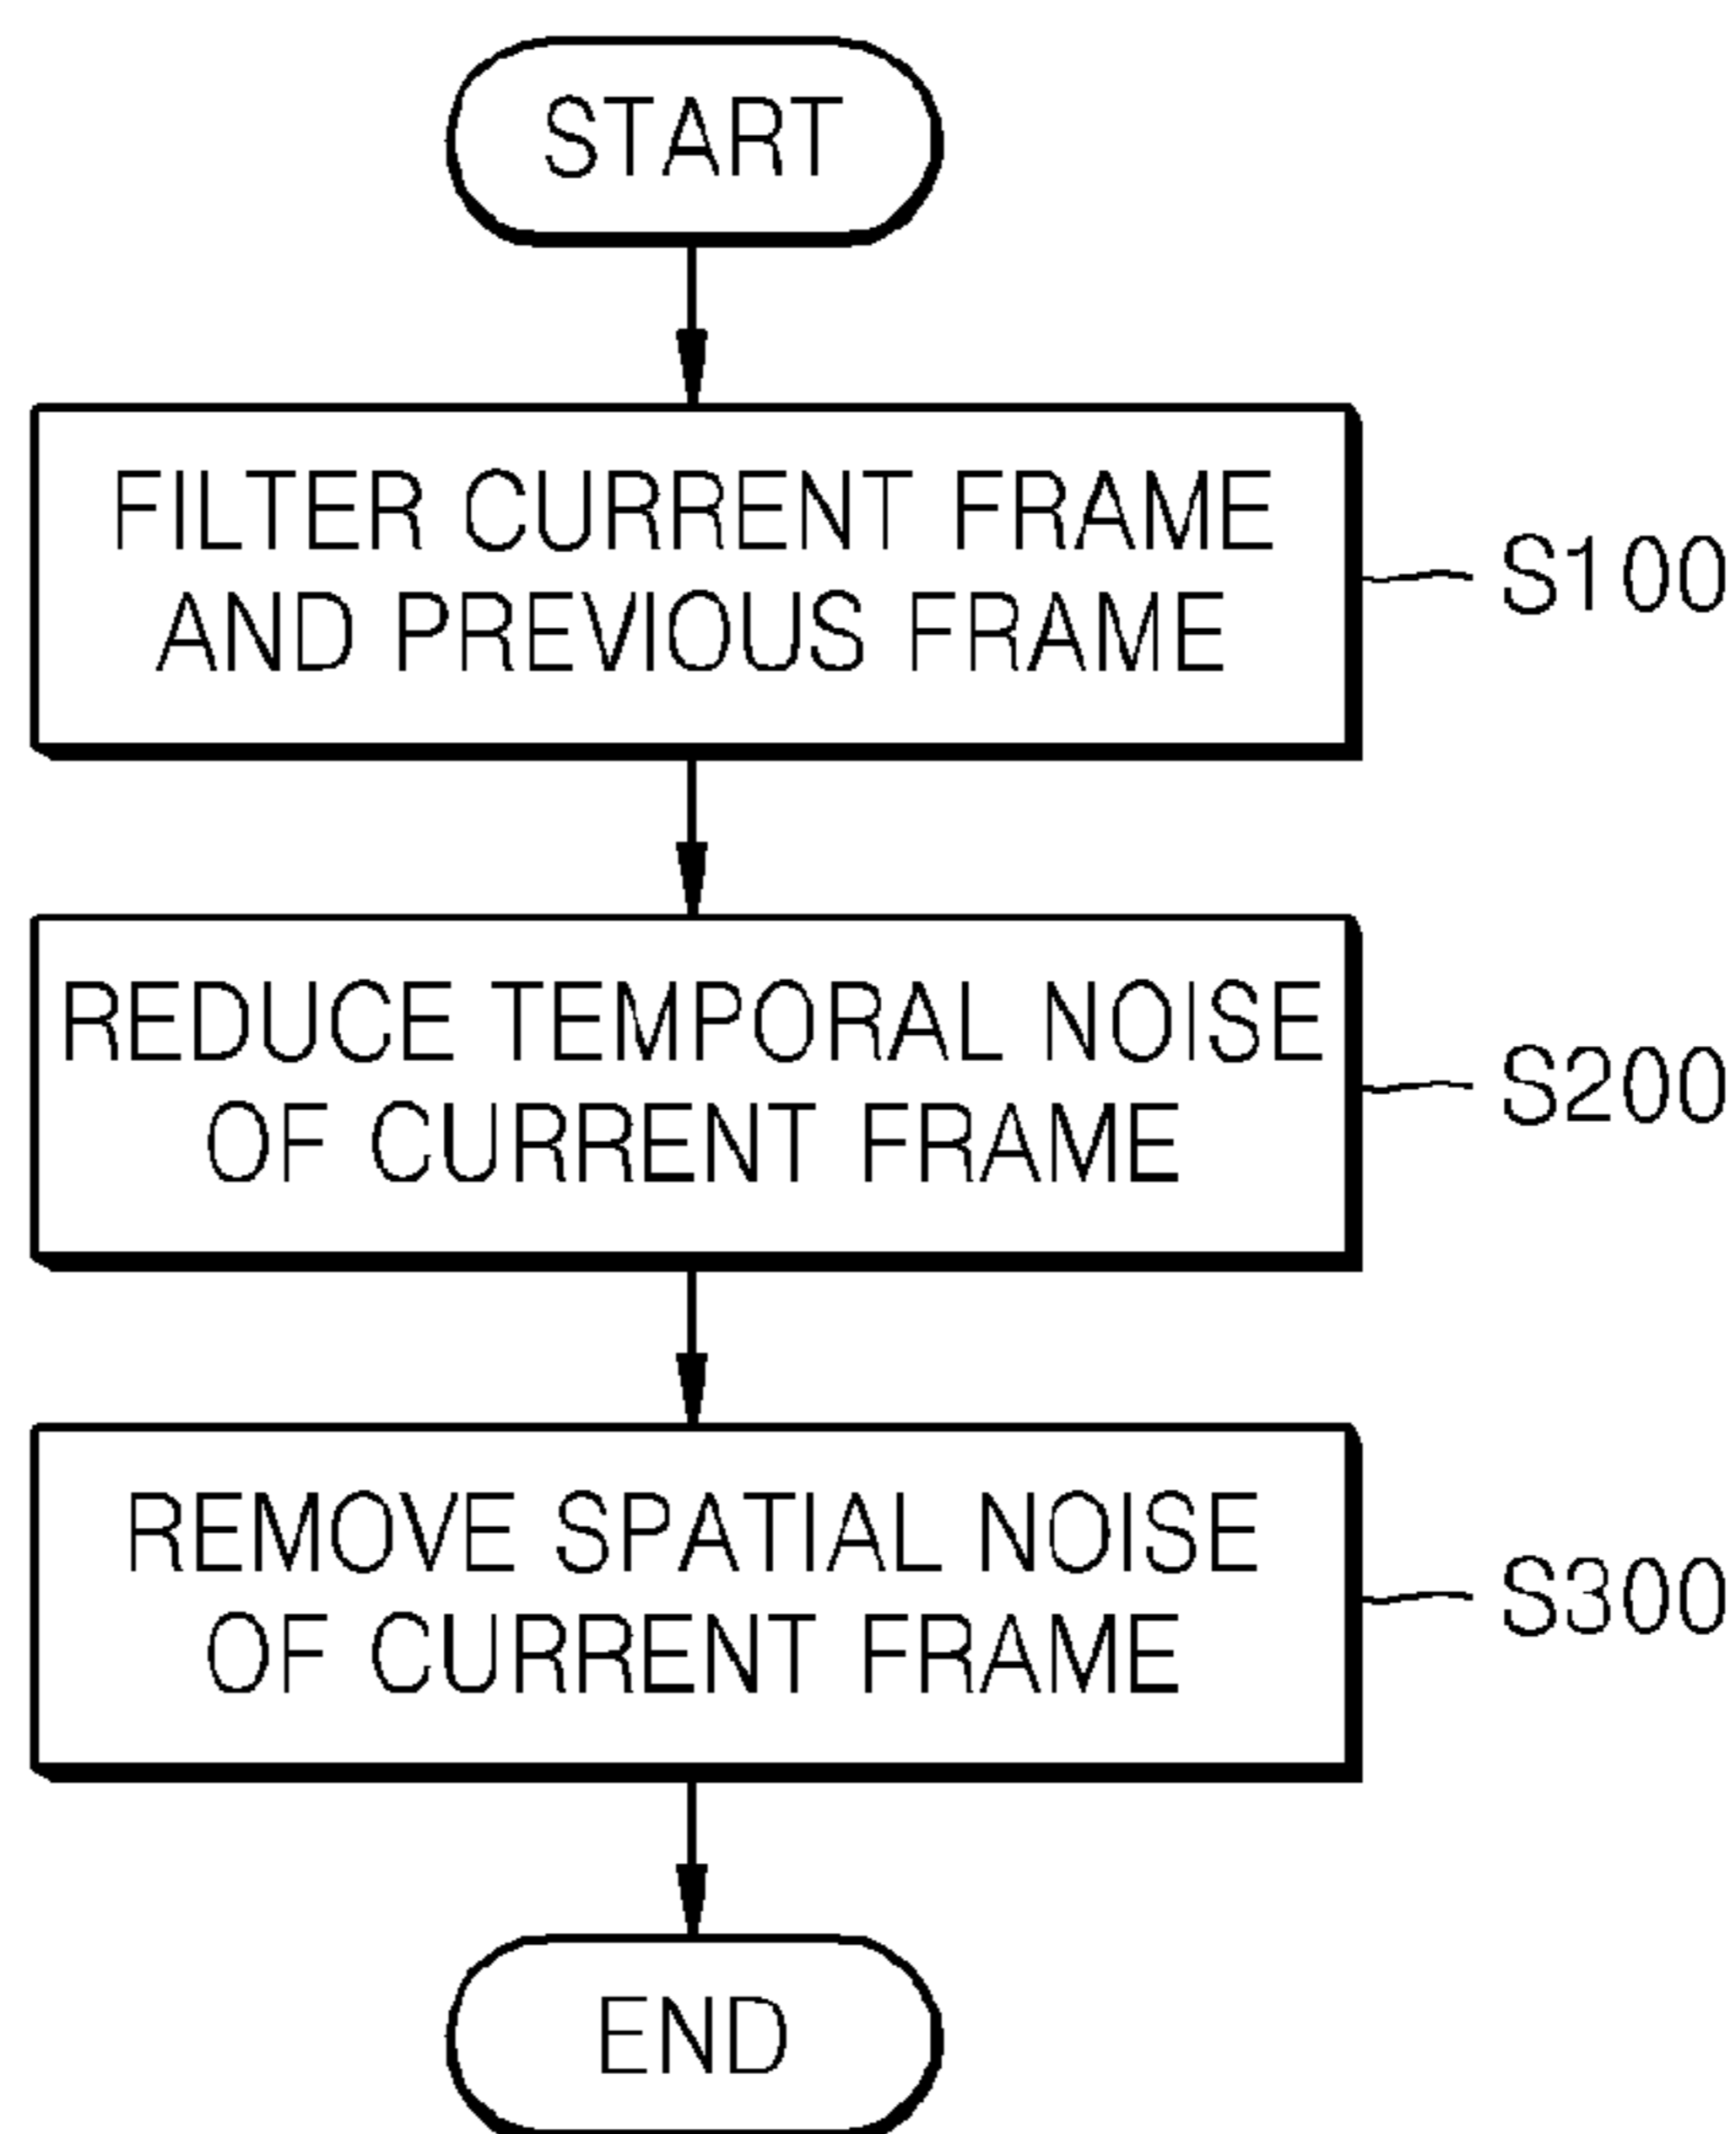 START
FILTER CURRENT FRAME
AND PREVIOUS FRAME
S100
REDUCE TEMPORAL NOISE
OF CURRENT FRAME
S200
REMOVE SPATIAL NOISE
OF CURRENT FRAME
S300
END